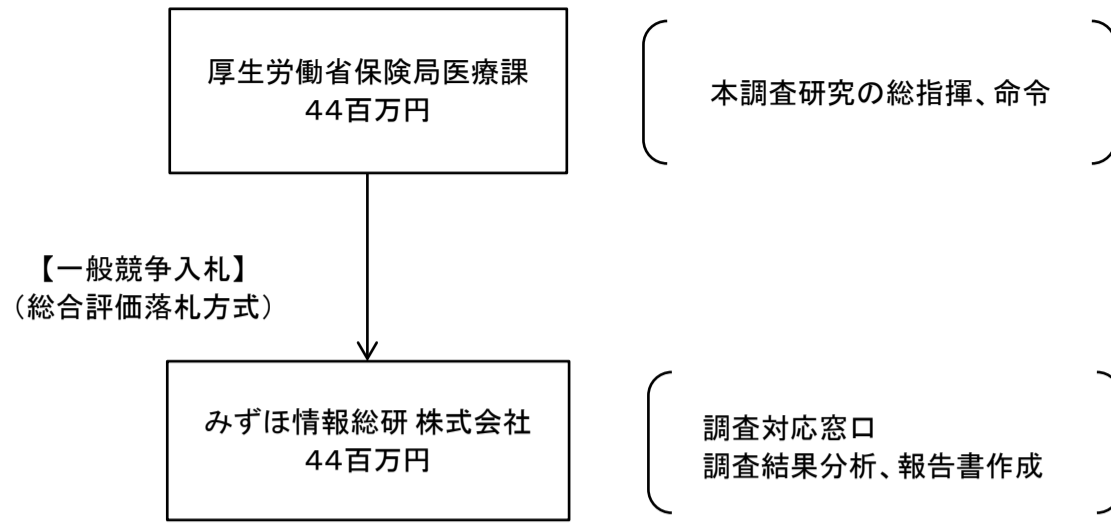 厚生労働省保険局医療課
44百万円
本調査研究の総指揮、命令
【一般競争入札】
（総合評価落札方式）
みずほ情報総研 株式会社
44百万円
調査対応窓口
調査結果分析、報告書作成